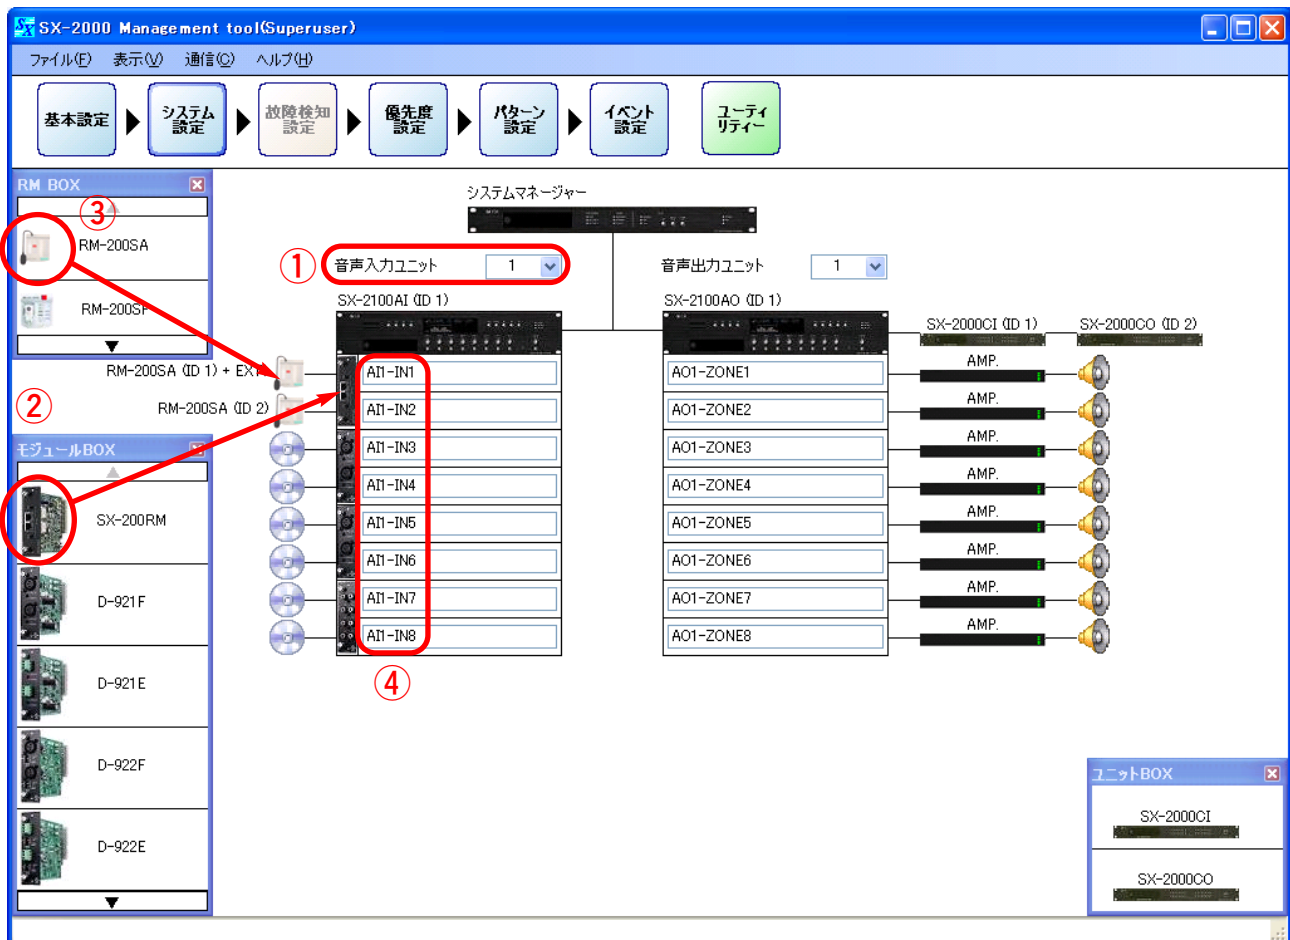 SX-2000 Management tool(Superuser)
ファイル(F) 表示(V) 通信(C) ヘルプ(H)
基本設定
システム
設定
故障検知
設定
優先度
設定
パターン
設定
イベント
設定
ユーティ
リティー
RM BOX
③
RM-200SA
RM-200SF
システムマネージャー
①
音声入力ユニット 1
音声出力ユニット 1
SX-2100AI (ID 1)
SX-2100AO (ID 1)
SX-2000CI (ID 1)
SX-2000CO (ID 2)
RM-200SA (ID 1) + EX1
RM-200SA (ID 2)
②
AI1-IN1
AI1-IN2
AI1-IN3
AI1-IN4
AI1-IN5
AI1-IN6
AI1-IN7
AI1-IN8
④
AO1-ZONE1
AO1-ZONE2
AO1-ZONE3
AO1-ZONE4
AO1-ZONE5
AO1-ZONE6
AO1-ZONE7
AO1-ZONE8
AMP.
AMP.
AMP.
AMP.
AMP.
AMP.
AMP.
AMP.
モジュールBOX
SX-200RM
D-921F
D-921E
D-922F
D-922E
ユニットBOX
SX-2000CI
SX-2000CO